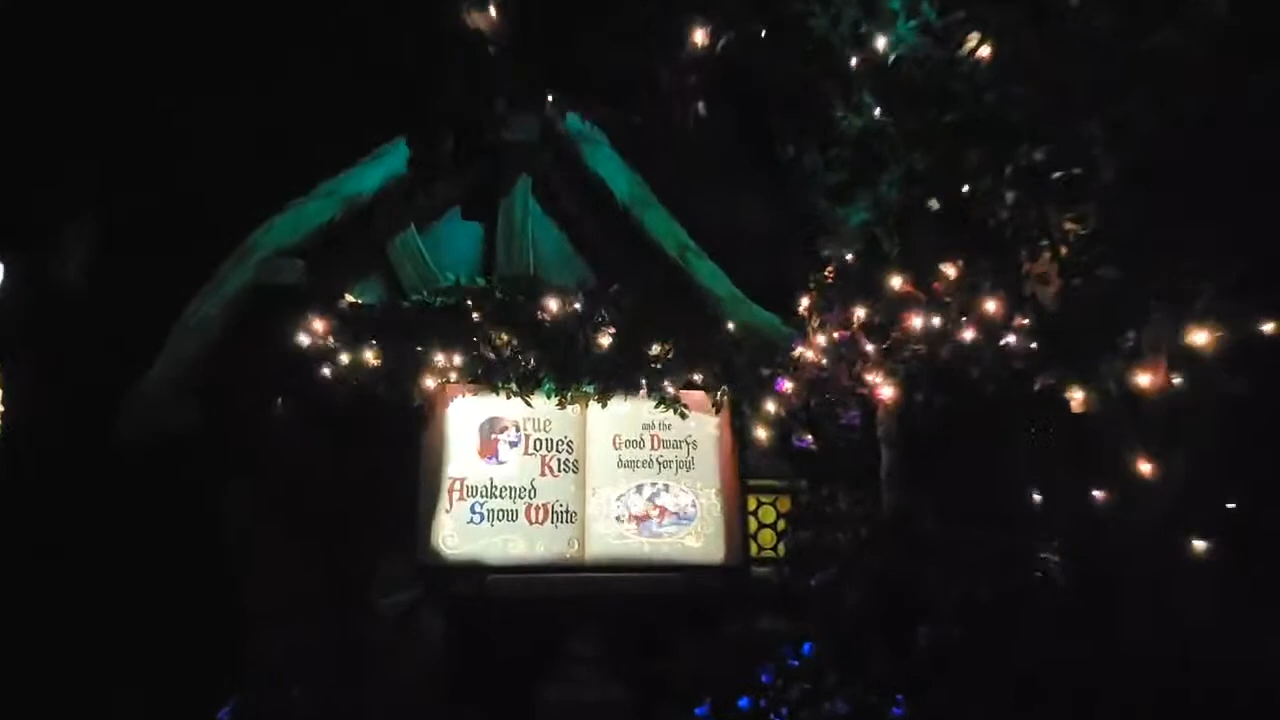 True
Love's
Kiss
Awakened
Snow White
and the
Good Dwarfs
danced for joy!